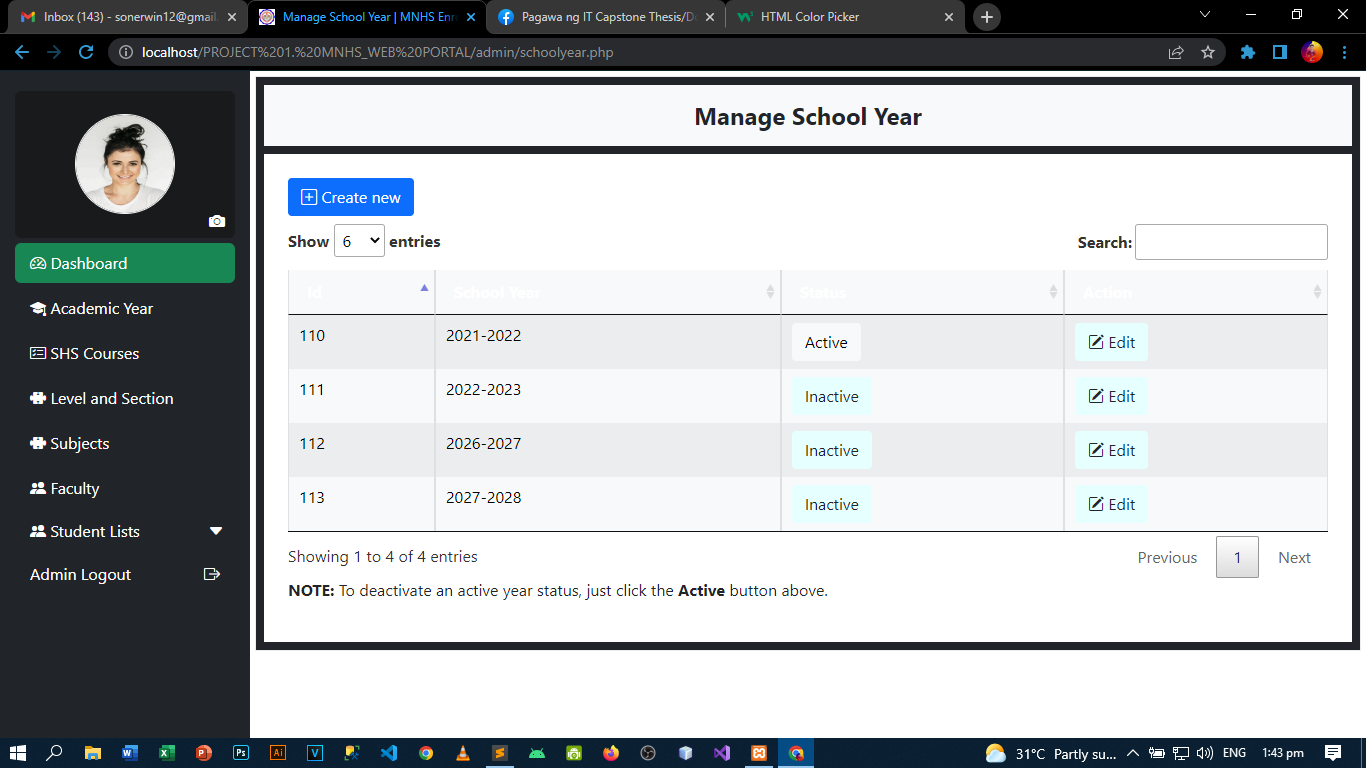 Inbox (143) - sonerwin12@gmail
Manage School Year | MNHS Enro
Pagawa ng IT Capstone Thesis/Du
HTML Color Picker
localhost/PROJECT%201.%20MNHS_WEB%20PORTAL/admin/schoolyear.php
Manage School Year
Create new
Show 6 entries
Search:
Id School Year Status Action
110 2021-2022 Active Edit
111 2022-2023 Inactive Edit
112 2026-2027 Inactive Edit
113 2027-2028 Inactive Edit
Showing 1 to 4 of 4 entries
Previous 1 Next
NOTE: To deactivate an active year status, just click the Active button above.
Dashboard
Academic Year
SHS Courses
Level and Section
Subjects
Faculty
Student Lists
Admin Logout
31°C Partly su...
ENG
1:43 pm